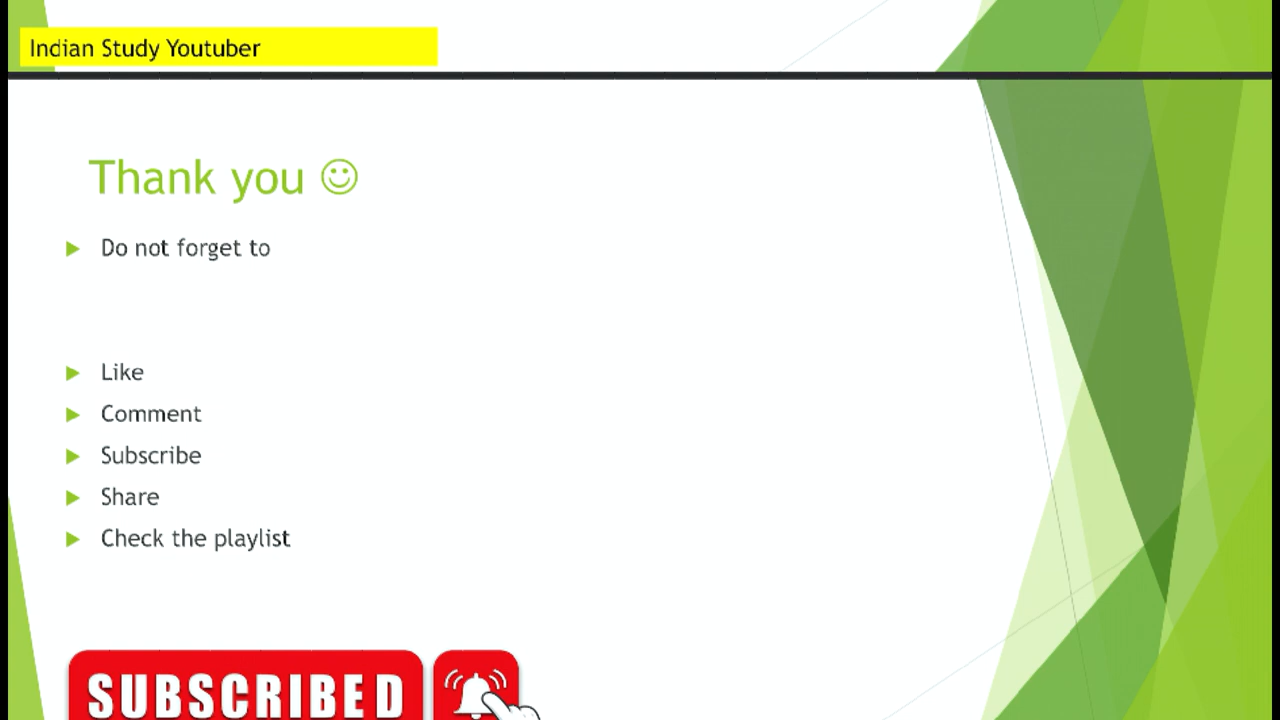 Indian Study Youtuber
Thank you ☺
Do not forget to
Like
Comment
Subscribe
Share
Check the playlist
SUBSCRIBED